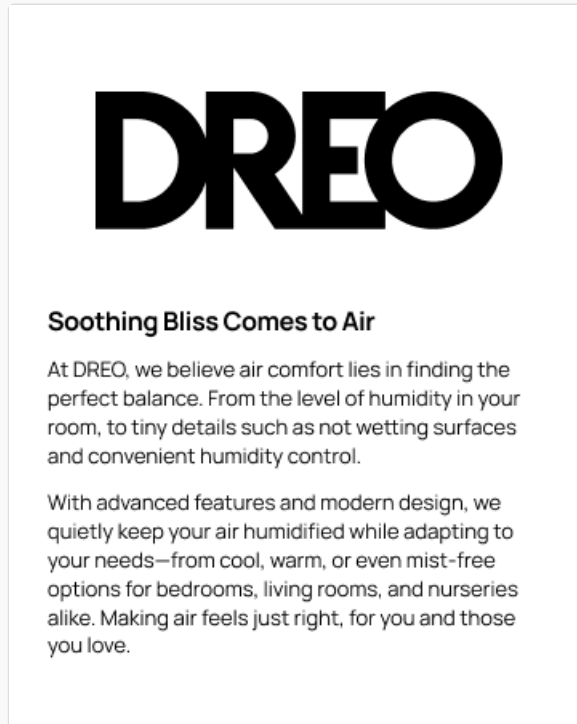 DREO
Soothing Bliss Comes to Air
At DREO, we believe air comfort lies in finding the
perfect balance. From the level of humidity in your
room, to tiny details such as not wetting surfaces
and convenient humidity control.
With advanced features and modern design, we
quietly keep your air humidified while adapting to
your needs—from cool, warm, or even mist-free
options for bedrooms, living rooms, and nurseries
alike. Making air feels just right, for you and those
you love.